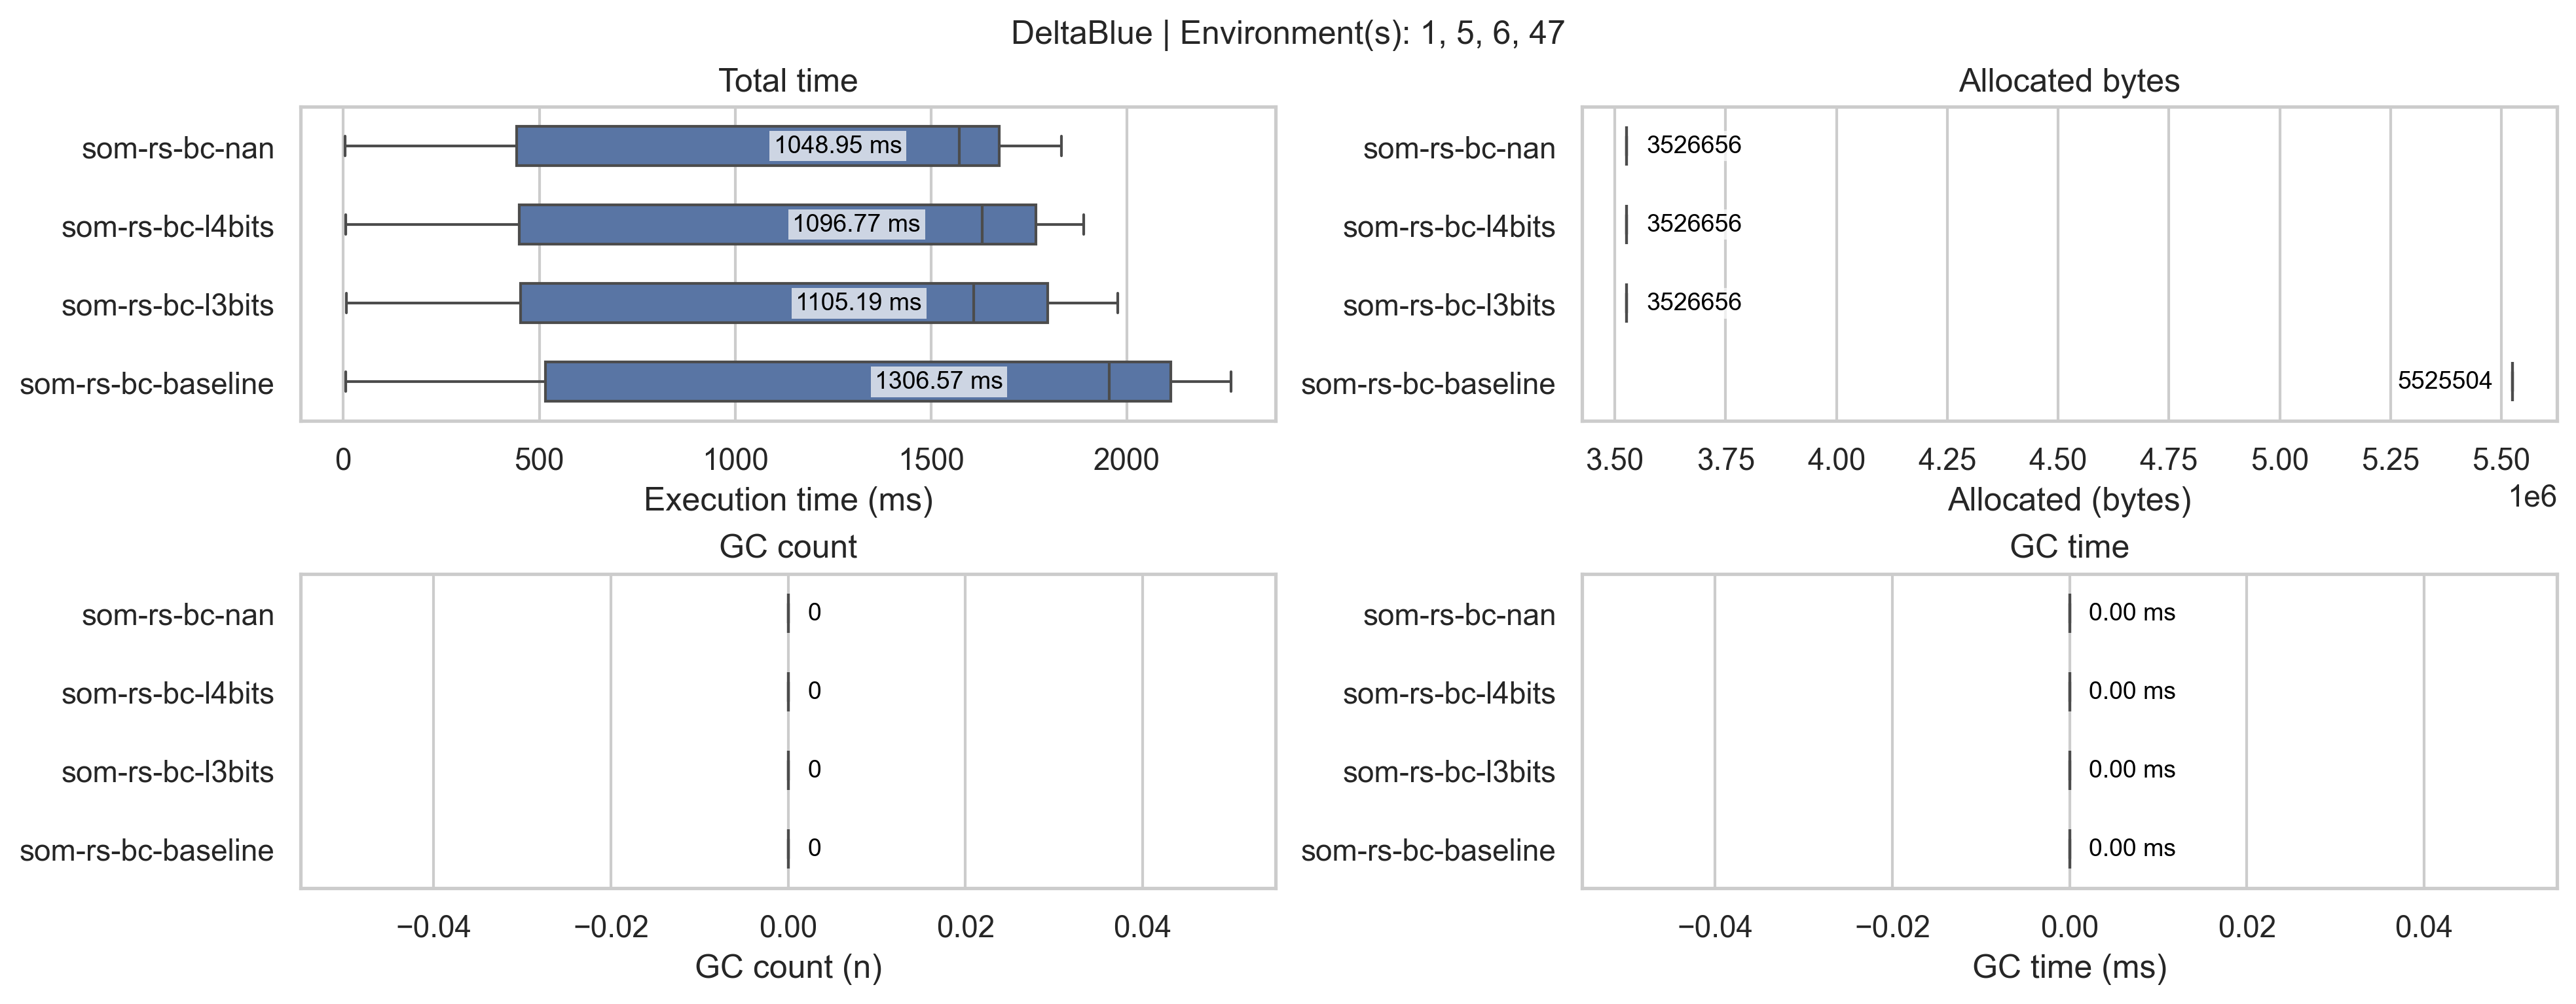 DeltaBlue | Environment(s): 1, 5, 6, 47
Total time
som-rs-bc-nan
1048.95 ms
som-rs-bc-l4bits
1096.77 ms
som-rs-bc-l3bits
1105.19 ms
som-rs-bc-baseline
1306.57 ms
0 500 1000 1500 2000
Execution time (ms)
Allocated bytes
som-rs-bc-nan
3526656
som-rs-bc-l4bits
3526656
som-rs-bc-l3bits
3526656
som-rs-bc-baseline
5525504
3.50 3.75 4.00 4.25 4.50 4.75 5.00 5.25 5.50
1e6
Allocated (bytes)
GC count
som-rs-bc-nan
0
som-rs-bc-l4bits
0
som-rs-bc-l3bits
0
som-rs-bc-baseline
0
−0.04 −0.02 0.00 0.02 0.04
GC count (n)
GC time
som-rs-bc-nan
0.00 ms
som-rs-bc-l4bits
0.00 ms
som-rs-bc-l3bits
0.00 ms
som-rs-bc-baseline
0.00 ms
−0.04 −0.02 0.00 0.02 0.04
GC time (ms)